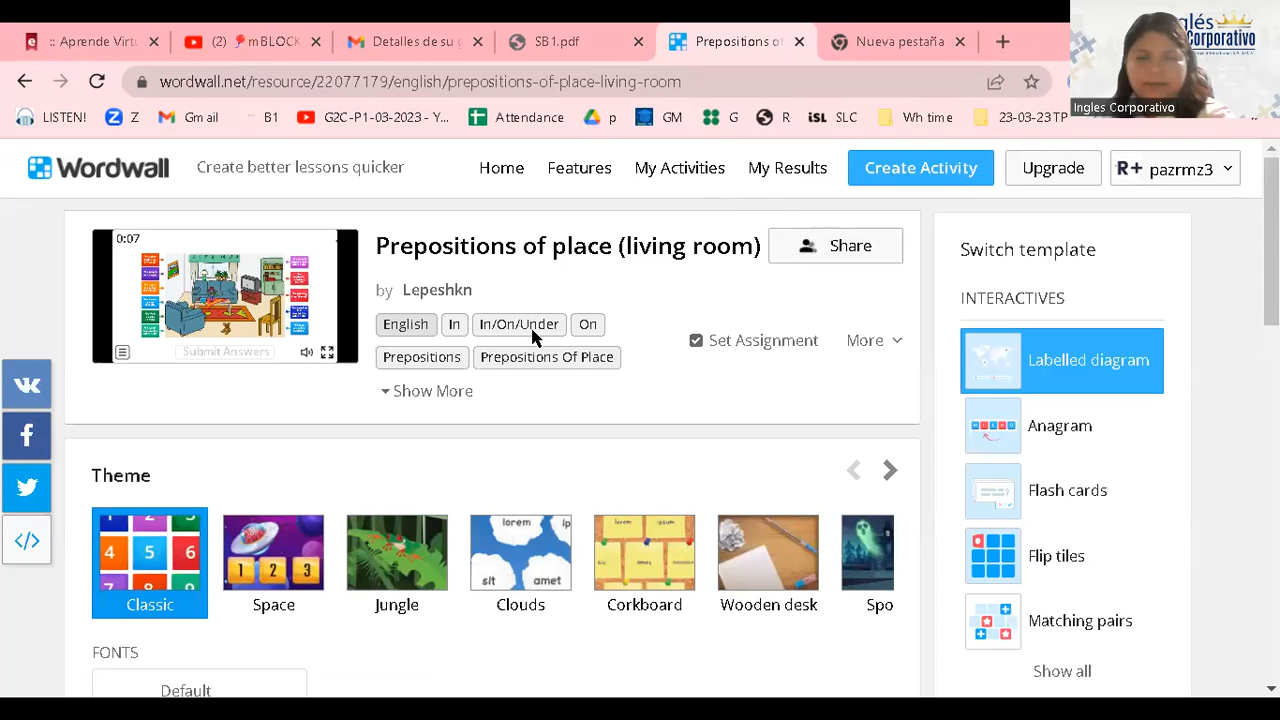 :: Aprende Virtu
(2) mBLOCK
Detalles de su g
SB1.pdf
Prepositions o
Nueva pestaña
Inglés
Corporativo
wordwall.net/resource/22077179/english/prepositions-of-place-living-room
Ingles Corporativo
LISTEN!
Z
Gmail
B1
G2C-P1-03-2023 - Y...
Attendance
p
GM
G
R
SLC
Wh time
23-03-23 TP
Wordwall
Create better lessons quicker
Home
Features
My Activities
My Results
Create Activity
Upgrade
R+ pazrmz3
0:07
Submit Answers
Prepositions of place (living room)
Share
by Lepeshkn
English
In
In/On/Under
On
Prepositions
Prepositions Of Place
Show More
Set Assignment
More
Switch template
INTERACTIVES
Labelled diagram
Anagram
Flash cards
Flip tiles
Matching pairs
Show all
Theme
1 2 3
4 5 6
7 8 9
Classic
1 2 3
Space
Jungle
lorem ip
sit amet
Clouds
Corkboard
Wooden desk
Spo
FONTS
Default